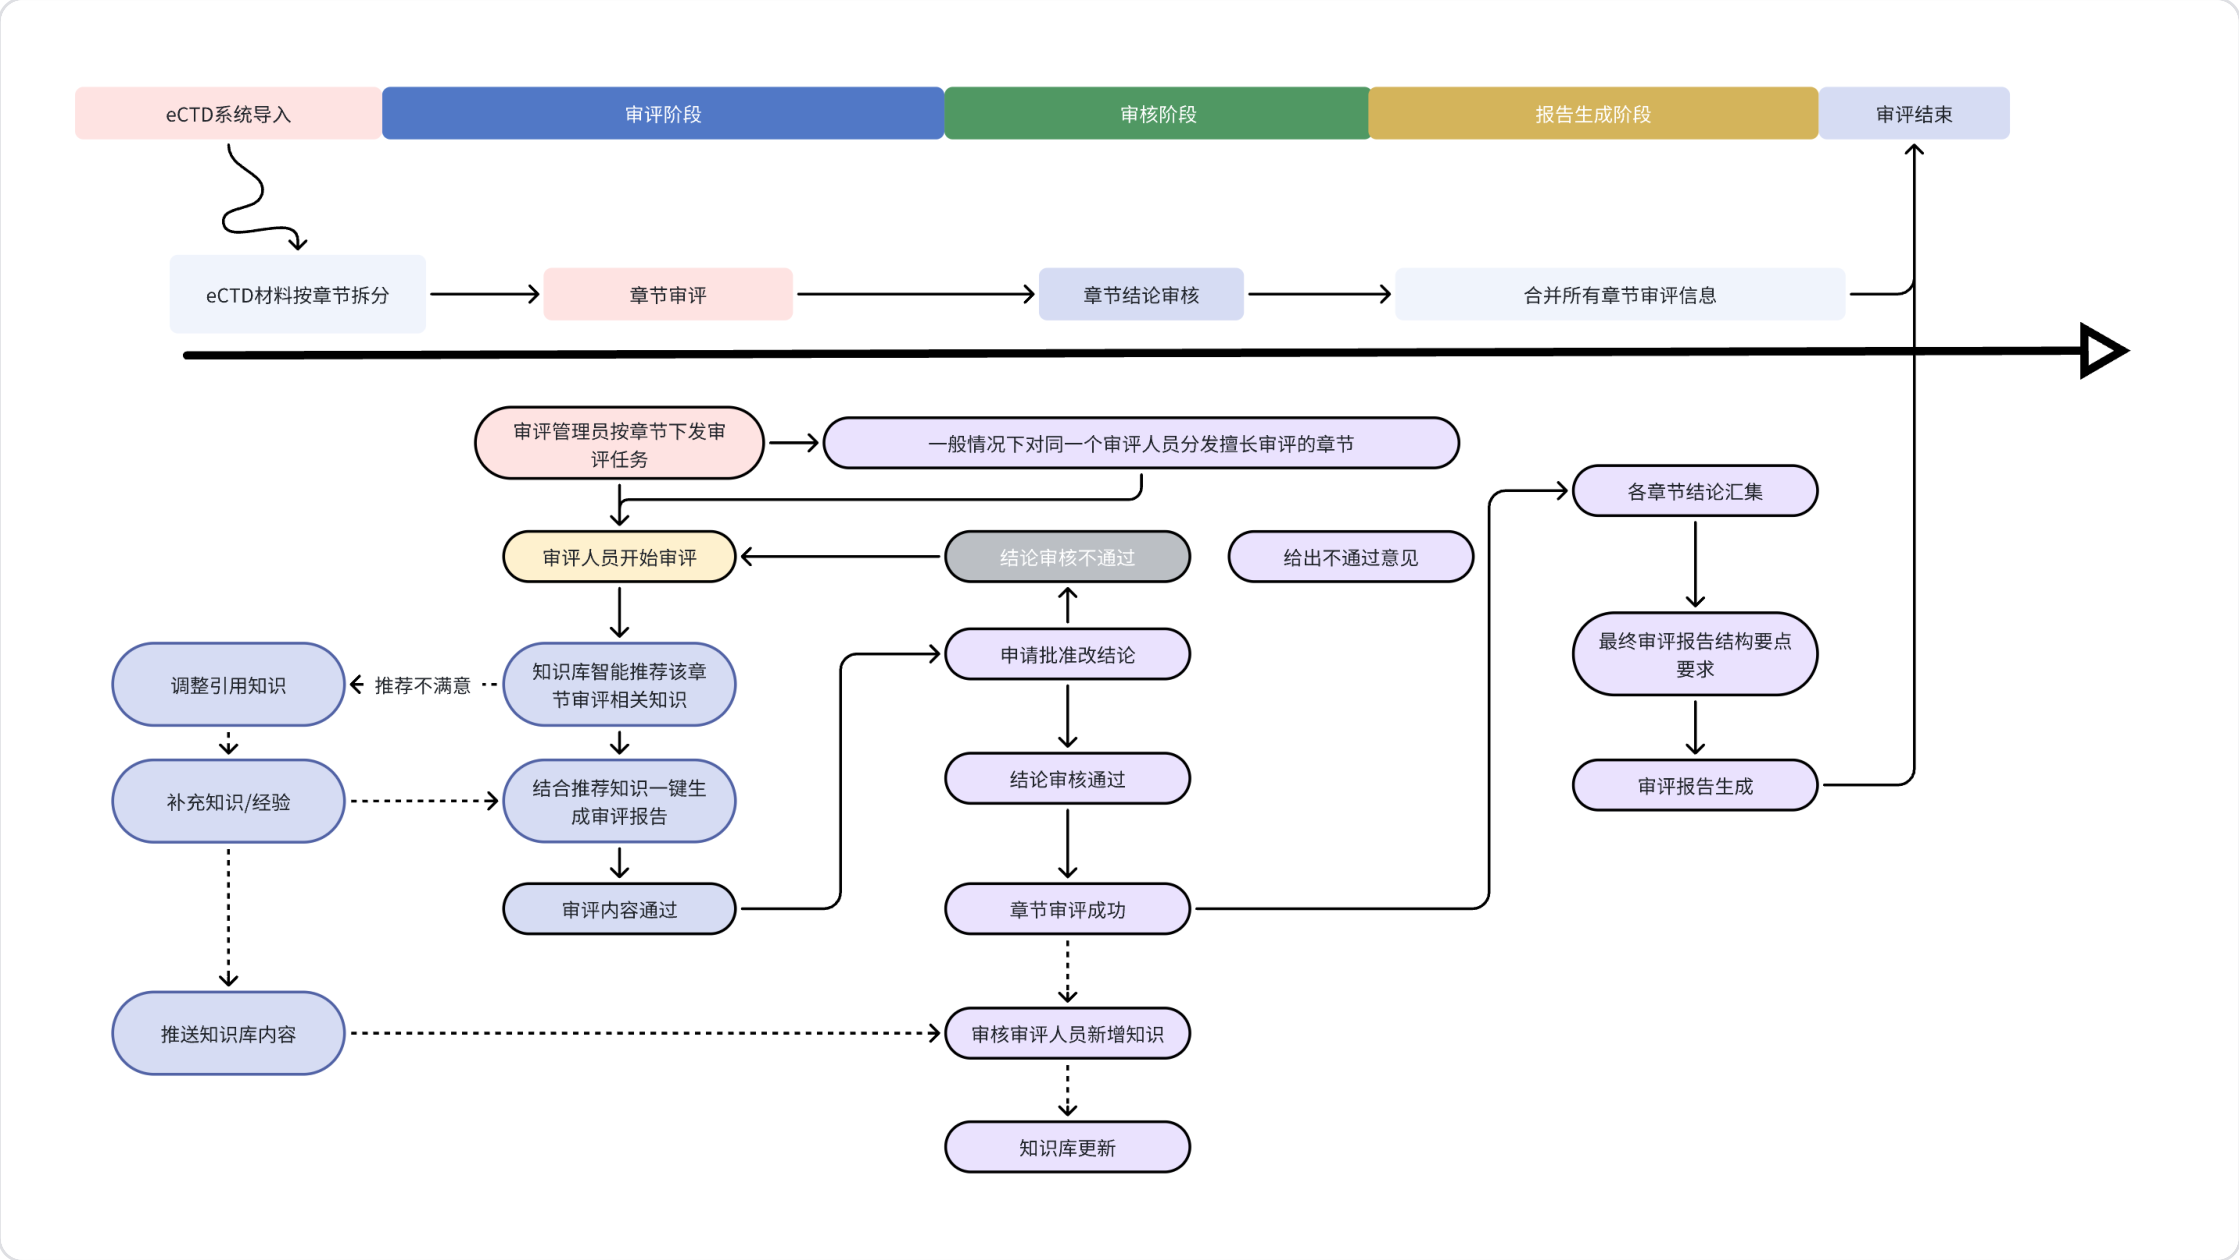 eCTD系统导入
审评阶段
审核阶段
报告生成阶段
审评结束
eCTD材料按章节拆分
章节审评
章节结论审核
合并所有章节审评信息
审评管理员按章节下发审
评任务
一般情况下对同一个审评人员分发擅长审评的章节
各章节结论汇集
审评人员开始审评
结论审核不通过
给出不通过意见
申请批准改结论
最终审评报告结构要点
要求
调整引用知识
推荐不满意
知识库智能推荐该章
节审评相关知识
结论审核通过
审评报告生成
补充知识/经验
结合推荐知识一键生
成审评报告
审评内容通过
章节审评成功
推送知识库内容
审核审评人员新增知识
知识库更新